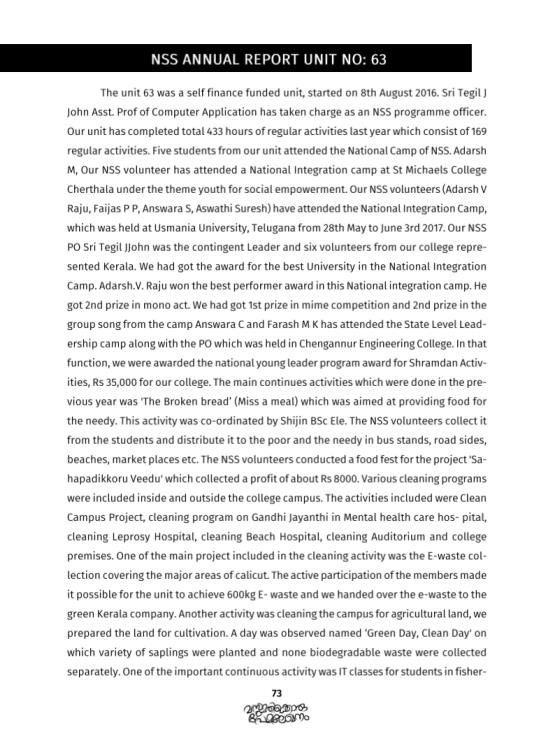 NSS ANNUAL REPORT UNIT NO: 63
The unit 63 was a self finance funded unit, started on 8th August 2016. Sri Tegil J
John Asst. Prof of Computer Application has taken charge as an NSS programme officer.
Our unit has completed total 433 hours of regular activities last year which consist of 169
regular activities. Five students from our unit attended the National Camp of NSS. Adarsh
M, Our NSS volunteer has attended a National Integration camp at St Michaels College
Cherthala under the theme youth for social empowerment. Our NSS volunteers (Adarsh V
Raju, Faijas P P, Answara S, Aswathi Suresh) have attended the National Integration Camp,
which was held at Usmania University, Telugana from 28th May to June 3rd 2017. Our NSS
PO Sri Tegil JJohn was the contingent Leader and six volunteers from our college repre-
sented Kerala. We had got the award for the best University in the National Integration
Camp. Adarsh.V. Raju won the best performer award in this National integration camp. He
got 2nd prize in mono act. We had got 1st prize in mime competition and 2nd prize in the
group song from the camp Answara C and Farash M K has attended the State Level Lead-
ership camp along with the PO which was held in Chengannur Engineering College. In that
function, we were awarded the national young leader program award for Shramdan Activ-
ities, Rs 35,000 for our college. The main continues activities which were done in the pre-
vious year was 'The Broken bread' (Miss a meal) which was aimed at providing food for
the needy. This activity was co-ordinated by Shijin BSc Ele. The NSS volunteers collect it
from the students and distribute it to the poor and the needy in bus stands, road sides,
beaches, market places etc. The NSS volunteers conducted a food fest for the project 'Sa-
hapadikkoru Veedu' which collected a profit of about Rs 8000. Various cleaning programs
were included inside and outside the college campus. The activities included were Clean
Campus Project, cleaning program on Gandhi Jayanthi in Mental health care hos- pital,
cleaning Leprosy Hospital, cleaning Beach Hospital, cleaning Auditorium and college
premises. One of the main project included in the cleaning activity was the E-waste col-
lection covering the major areas of calicut. The active participation of the members made
it possible for the unit to achieve 600kg E- waste and we handed over the e-waste to the
green Kerala company. Another activity was cleaning the campus for agricultural land, we
prepared the land for cultivation. A day was observed named 'Green Day, Clean Day' on
which variety of saplings were planted and none biodegradable waste were collected
separately. One of the important continuous activity was IT classes for students in fisher-
73